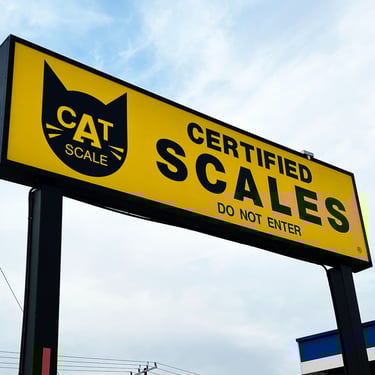 CAT
SCALE
CERTIFIED
SCALES
DO NOT ENTER
®